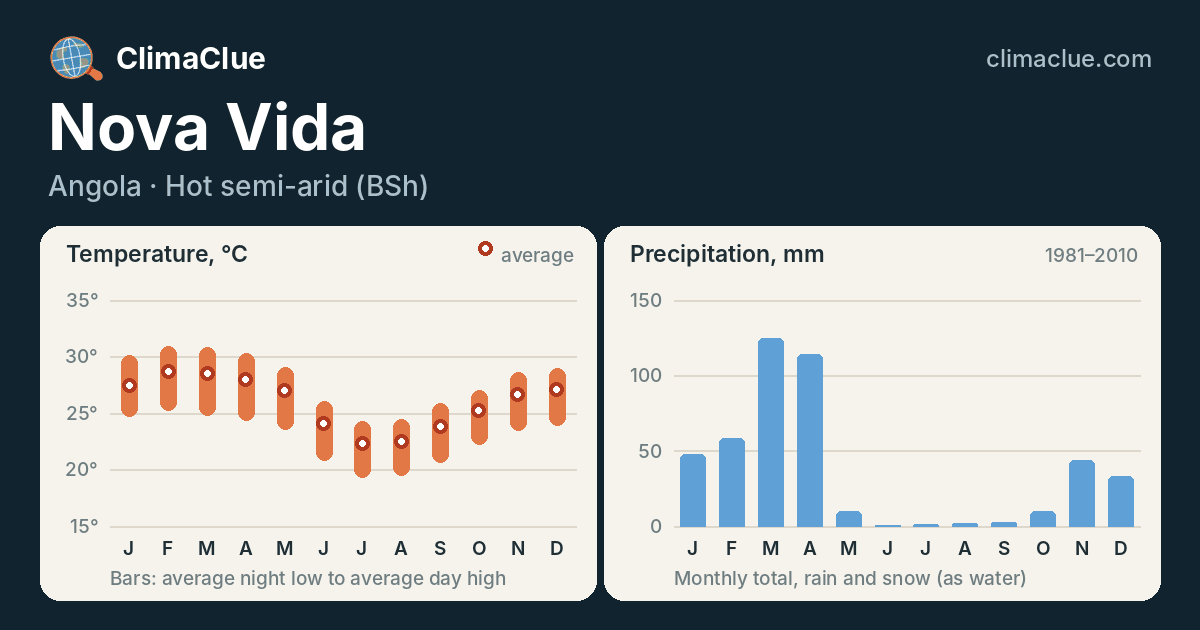 ClimaClue
climaclue.com
Nova Vida
Angola · Hot semi-arid (BSh)
Temperature, °C
average
35°
30°
25°
20°
15°
J F M A M J J A S O N D
Bars: average night low to average day high
Precipitation, mm
1981–2010
150
100
50
0
J F M A M J J A S O N D
Monthly total, rain and snow (as water)